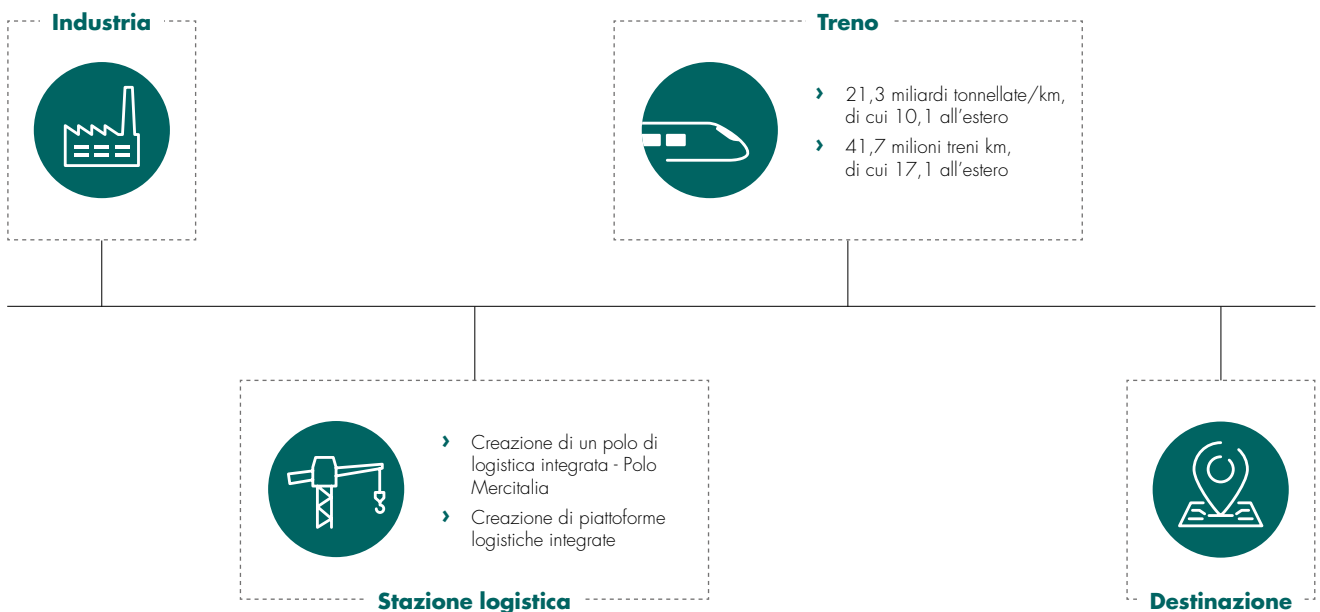 Industria
Treno
› 21,3 miliardi tonnellate/km,
di cui 10,1 all'estero
› 41,7 milioni treni km,
di cui 17,1 all'estero
› Creazione di un polo di
logistica integrata - Polo
Mercitalia
› Creazione di piattoforme
logistiche integrate
Stazione logistica
Destinazione